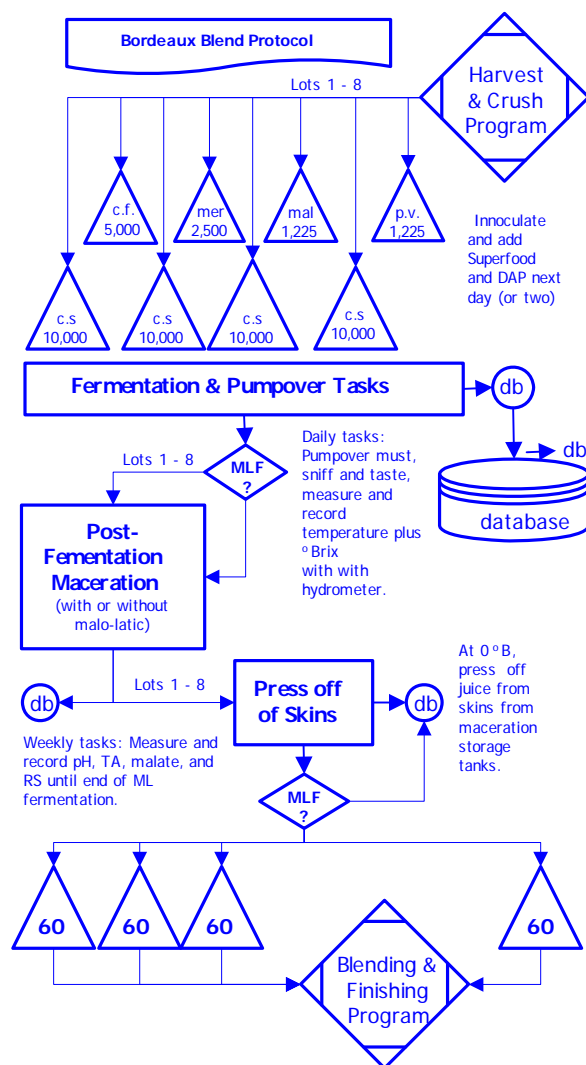 Bordeaux Blend Protocol
Harvest
& Crush
Program
Lots 1 - 8
c.f.
5,000
mer
2,500
mal
1,225
p.v.
1,225
Innoculate
and add
Superfood
and DAP next
day (or two)
c.s
10,000
c.s
10,000
c.s
10,000
c.s
10,000
Fermentation & Pumpover Tasks
db
db
database
Lots 1 - 8
MLF
?
Daily tasks:
Pumpover must,
sniff and taste,
measure and
record
temperature plus
ºBrix
with with
hydrometer.
Post-
Fementation
Maceration
(with or without
malo-latic)
At 0ºB,
press off
juice from
skins from
maceration
storage
tanks.
db
Lots 1 - 8
Press off
of Skins
db
Weekly tasks: Measure and
record pH, TA, malate, and
RS until end of ML
fermentation.
MLF
?
60
60
60
60
Blending &
Finishing
Program